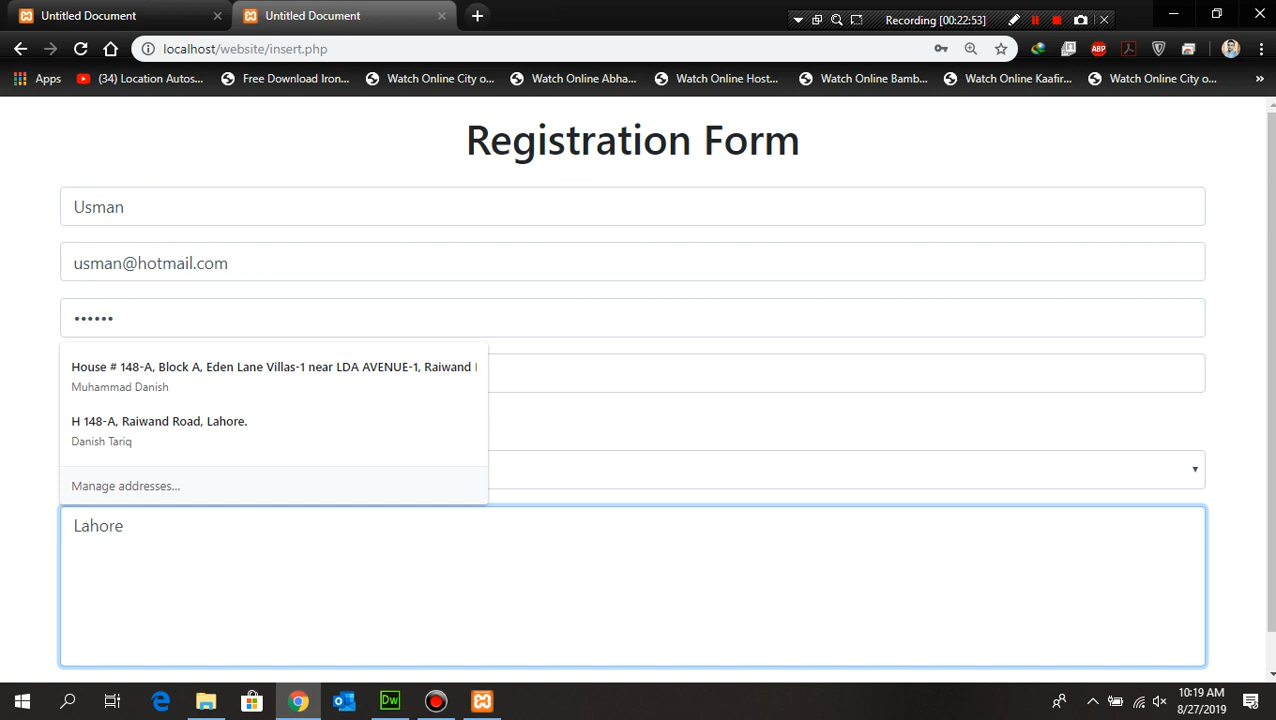 Untitled Document
Untitled Document
Recording [00:22:53]
localhost/website/insert.php
ABP
Apps
(34) Location Autos...
Free Download Iron...
Watch Online City o...
Watch Online Abha...
Watch Online Host...
Watch Online Bamb...
Watch Online Kaafir...
Watch Online City o...
»
Registration Form
Usman
usman@hotmail.com
••••••
House # 148-A, Block A, Eden Lane Villas-1 near LDA AVENUE-1, Raiwand
Muhammad Danish
H 148-A, Raiwand Road, Lahore.
Danish Tariq
Manage addresses...
Lahore
Dw
10:19 AM
8/27/2019